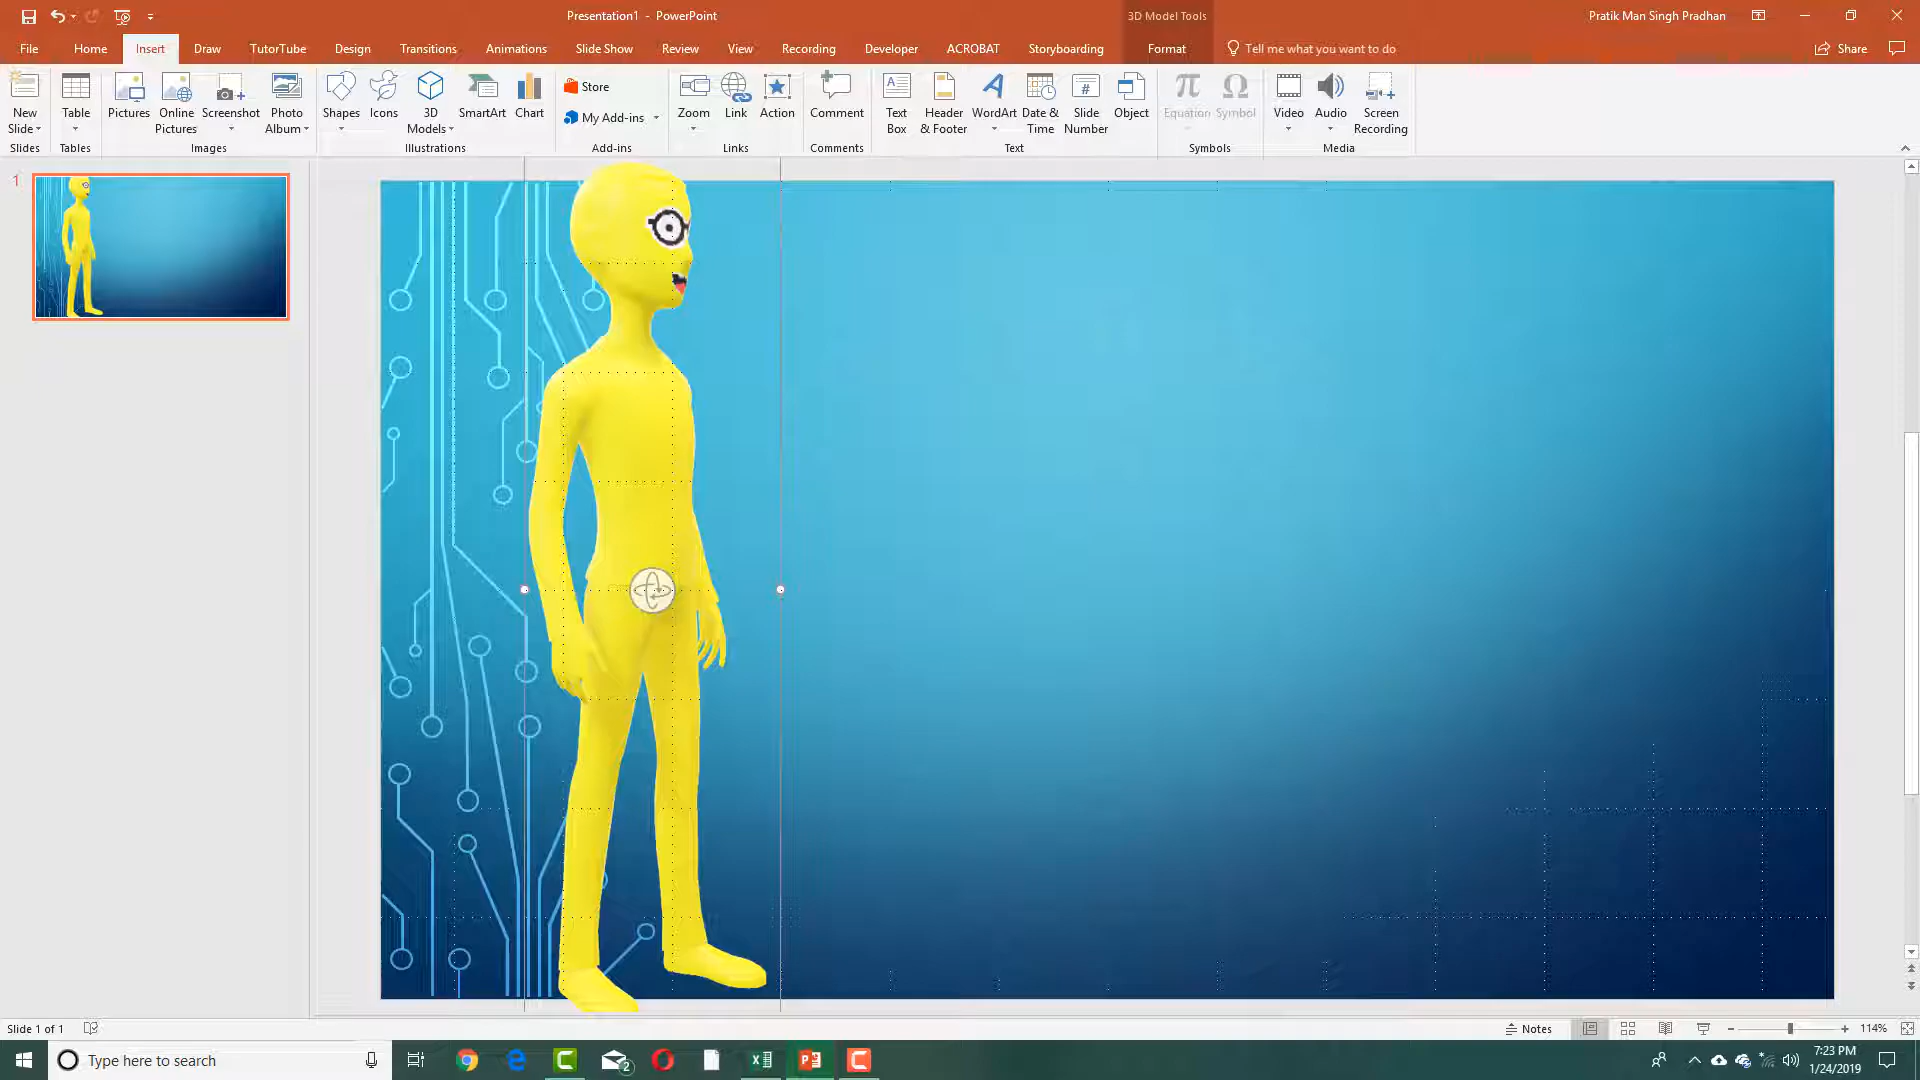 Presentation1 - PowerPoint
3D Model Tools
Pratik Man Singh Pradhan
File
Home
Insert
Draw
TutorTube
Design
Transitions
Animations
Slide Show
Review
View
Recording
Developer
ACROBAT
Storyboarding
Format
Tell me what you want to do
Share
New Slide
Table
Pictures
Online Pictures
Screenshot
Photo Album
Shapes
Icons
3D Models
SmartArt
Chart
Store
My Add-ins
Zoom
Link
Action
Comment
Text Box
Header & Footer
WordArt
Date & Time
Slide Number
Object
Equation
Symbol
Video
Audio
Screen Recording
Slides
Tables
Images
Illustrations
Add-ins
Links
Comments
Text
Symbols
Media
1
Slide 1 of 1
Notes
114%
Type here to search
2
7:23 PM
1/24/2019